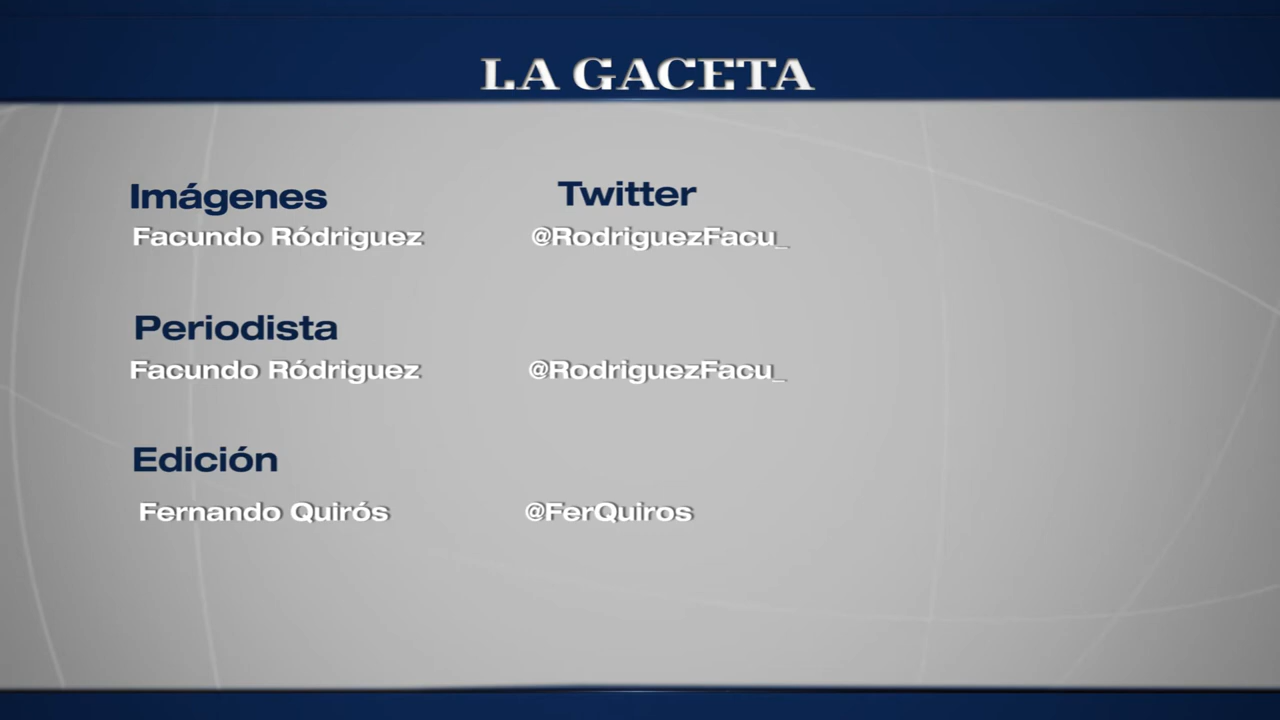 LA GACETA
Imágenes Twitter
Facundo Ródriguez @RodriguezFacu_
Periodista
Facundo Ródriguez @RodriguezFacu_
Edición
Fernando Quirós @FerQuiros